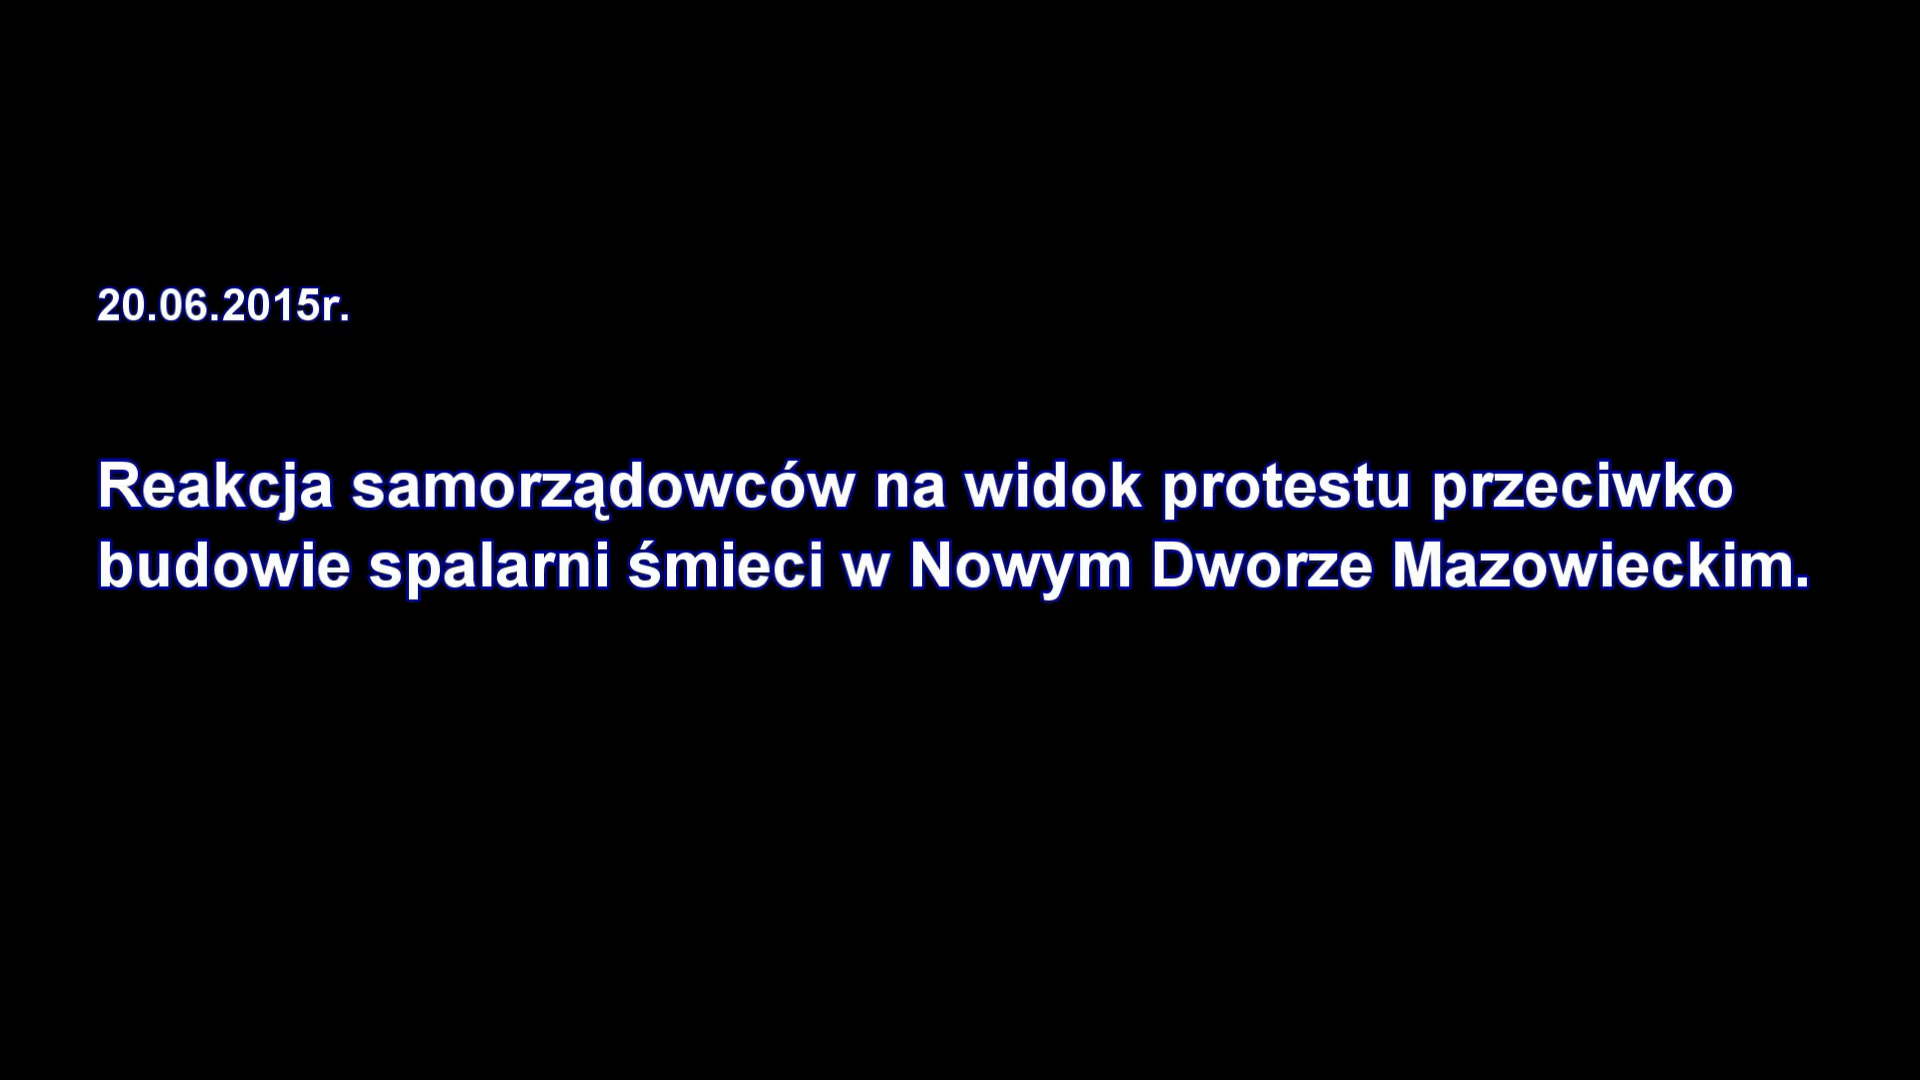 20.06.2015r.
Reakcja samorządowców na widok protestu przeciwko
budowie spalarni śmieci w Nowym Dworze Mazowieckim.